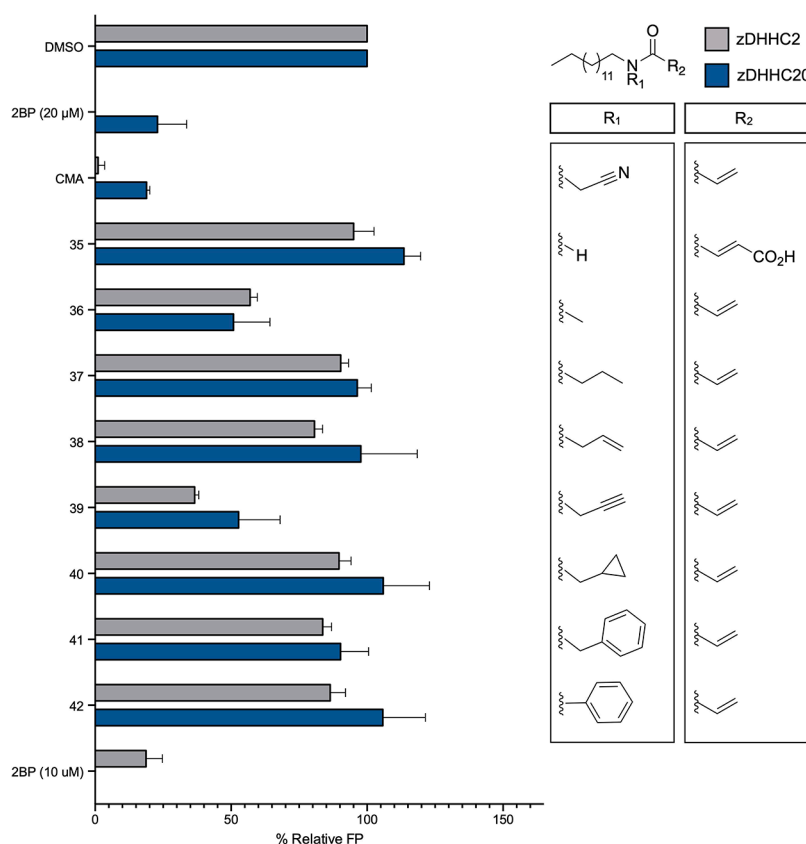 DMSO
2BP (20 µM)
CMA
35
36
37
38
39
40
41
42
2BP (10 uM)
0
50
100
150
% Relative FP
O
N
11
R1
R2
zDHHC2
zDHHC20
R1
R2
N
H
CO2H